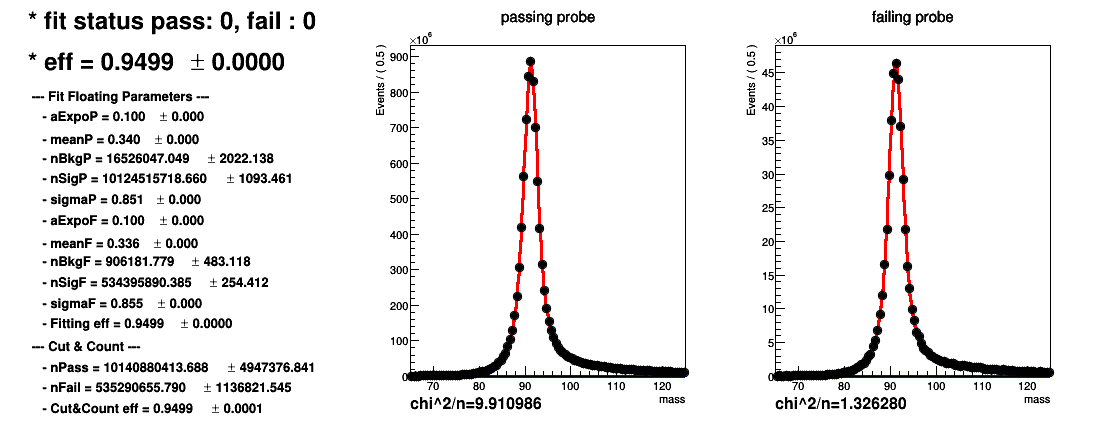 * fit status pass: 0, fail : 0
* eff = 0.9499 ± 0.0000
--- Fit Floating Parameters ---
- aExpoP = 0.100 ± 0.000
- meanP = 0.340 ± 0.000
- nBkgP = 16526047.049 ± 2022.138
- nSigP = 10124515718.660 ± 1093.461
- sigmaP = 0.851 ± 0.000
- aExpoF = 0.100 ± 0.000
- meanF = 0.336 ± 0.000
- nBkgF = 906181.779 ± 483.118
- nSigF = 534395890.385 ± 254.412
- sigmaF = 0.855 ± 0.000
- Fitting eff = 0.9499 ± 0.0000
--- Cut & Count ---
- nPass = 10140880413.688 ± 4947376.841
- nFail = 535290655.790 ± 1136821.545
- Cut&Count eff = 0.9499 ± 0.0001
passing probe
×10^6
Events / ( 0.5 )
900
800
700
600
500
400
300
200
100
0
70 80 90 100 110 120
mass
chi^2/n=9.910986
failing probe
×10^6
Events / ( 0.5 )
45
40
35
30
25
20
15
10
5
0
70 80 90 100 110 120
mass
chi^2/n=1.326280